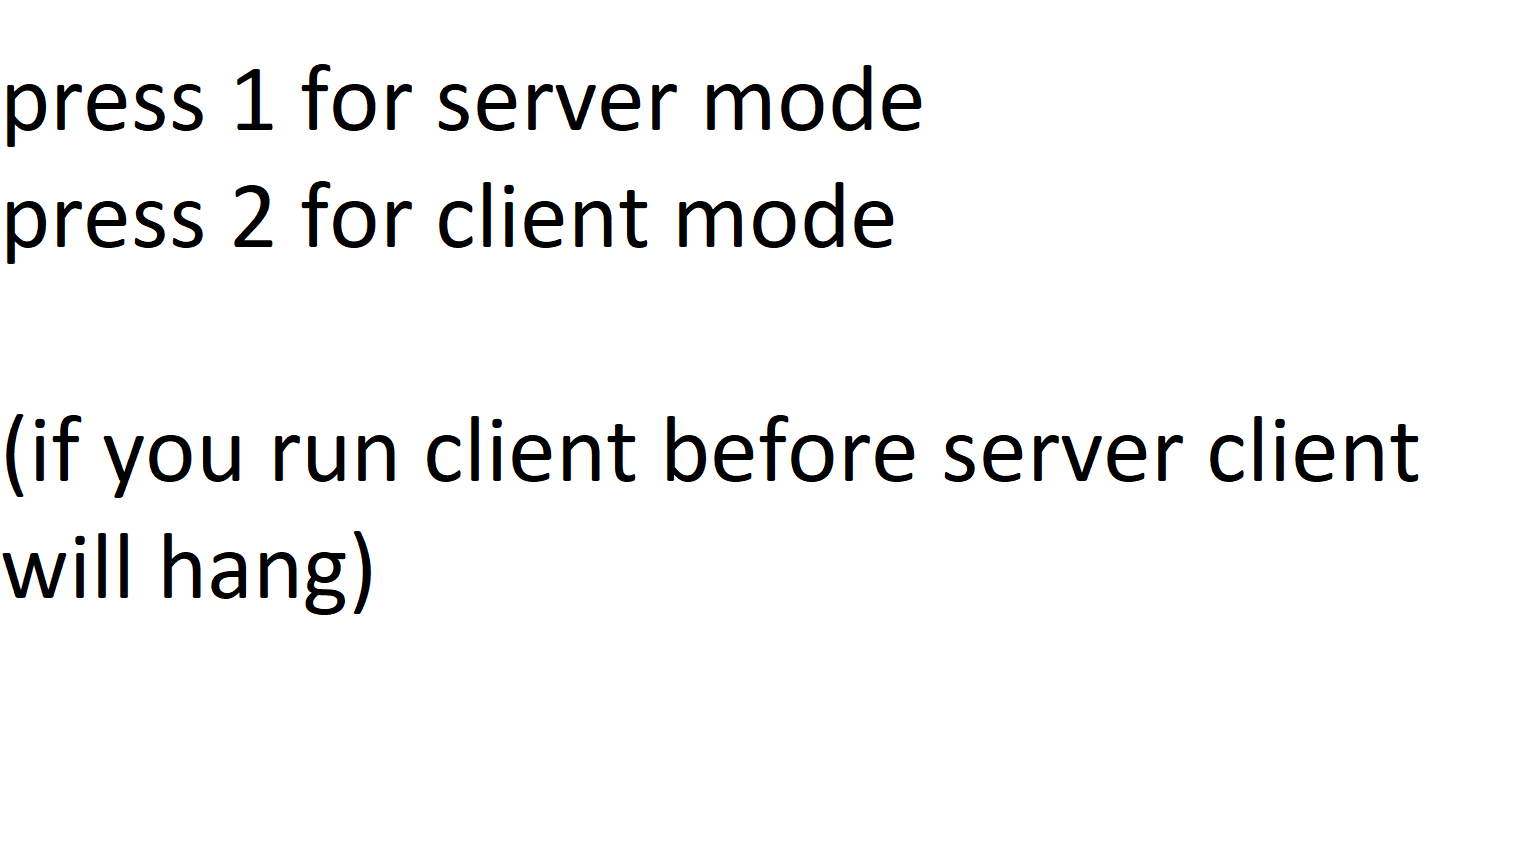 press 1 for server mode
press 2 for client mode
(if you run client before server client
will hang)